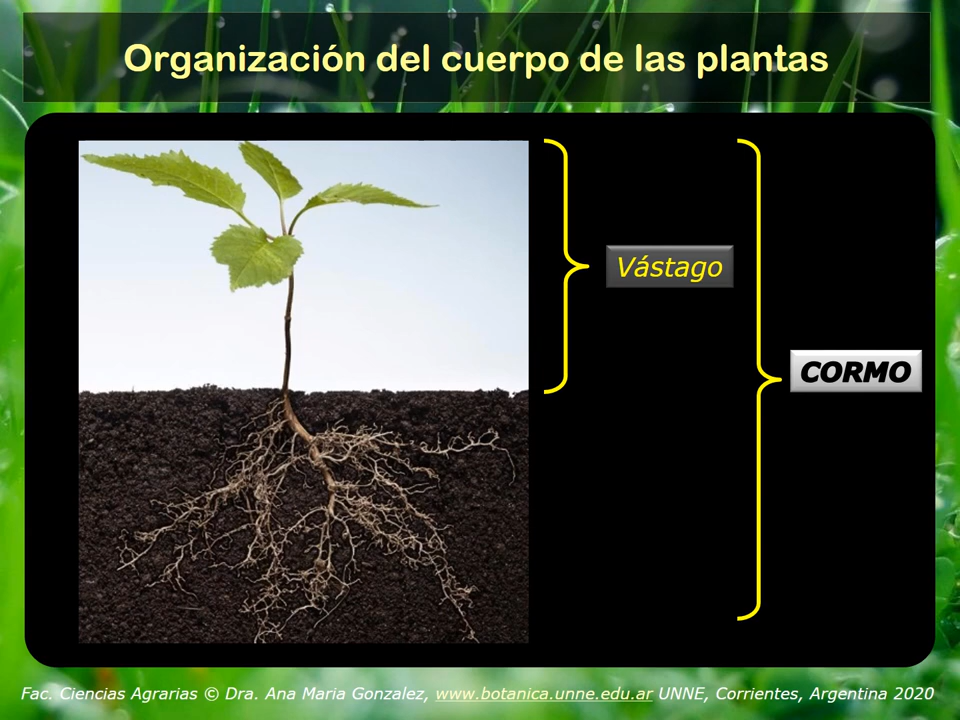 Organización del cuerpo de las plantas
Vástago
CORMO
Fac. Ciencias Agrarias © Dra. Ana Maria Gonzalez, www.botanica.unne.edu.ar UNNE, Corrientes, Argentina 2020